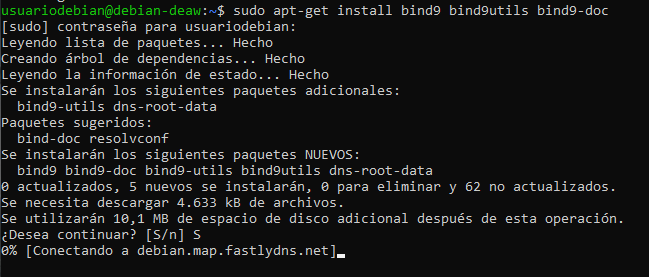 usuariodebian@debian-deaw:~$ sudo apt-get install bind9 bind9utils bind9-doc
[sudo] contraseña para usuariodebian:
Leyendo lista de paquetes... Hecho
Creando árbol de dependencias... Hecho
Leyendo la información de estado... Hecho
Se instalarán los siguientes paquetes adicionales:
  bind9-utils dns-root-data
Paquetes sugeridos:
  bind-doc resolvconf
Se instalarán los siguientes paquetes NUEVOS:
  bind9 bind9-doc bind9-utils bind9utils dns-root-data
0 actualizados, 5 nuevos se instalarán, 0 para eliminar y 62 no actualizados.
Se necesita descargar 4.633 kB de archivos.
Se utilizarán 10,1 MB de espacio de disco adicional después de esta operación.
¿Desea continuar? [S/n] S
0% [Conectando a debian.map.fastlydns.net]